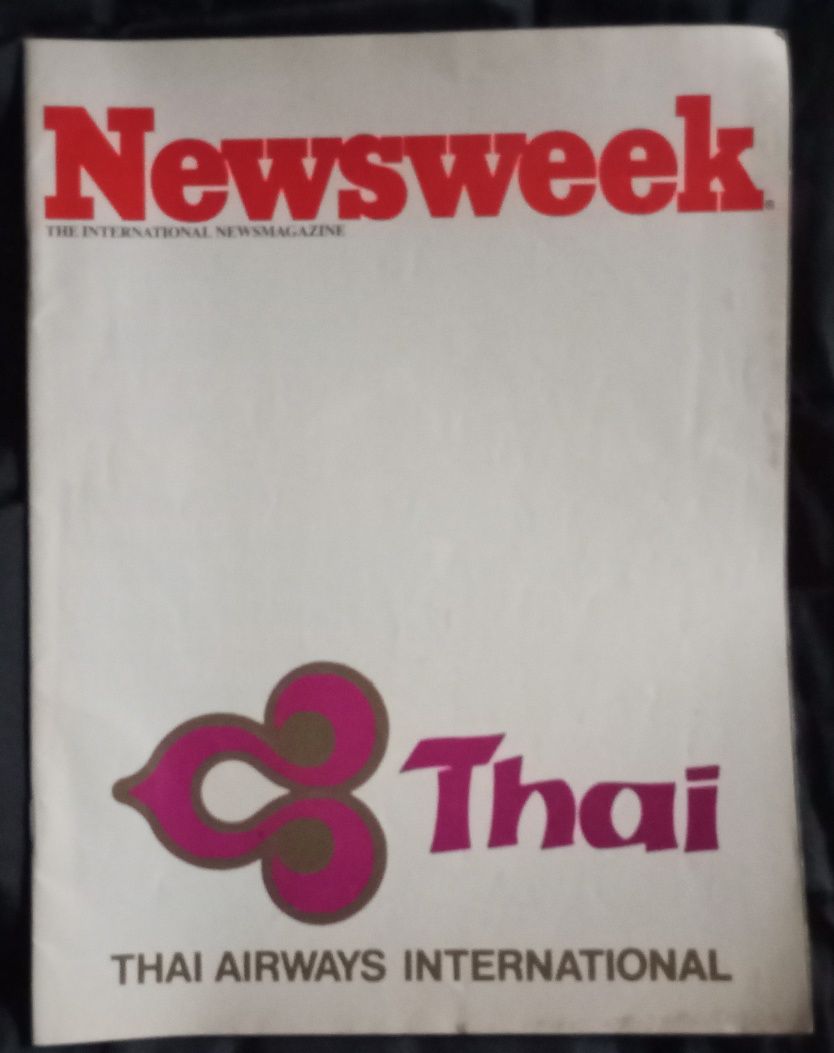 Newsweek®
THE INTERNATIONAL NEWSMAGAZINE
Thai
THAI AIRWAYS INTERNATIONAL